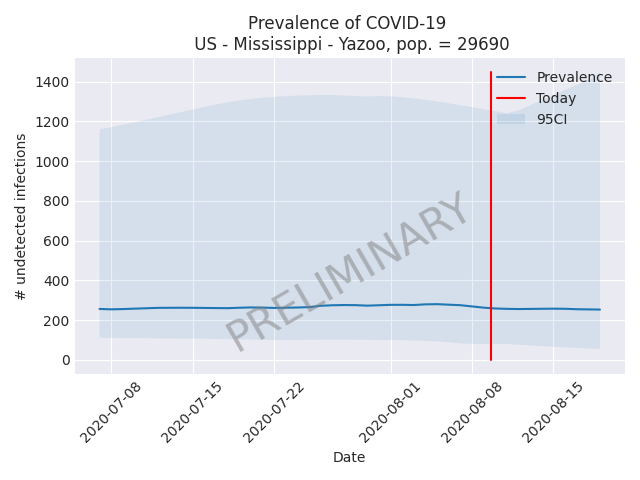 Prevalence of COVID-19
US - Mississippi - Yazoo, pop. = 29690
1400
1200
1000
800
600
400
200
0
# undetected infections
Prevalence
Today
95CI
PRELIMINARY
2020-07-08
2020-07-15
2020-07-22
2020-08-01
2020-08-08
2020-08-15
Date